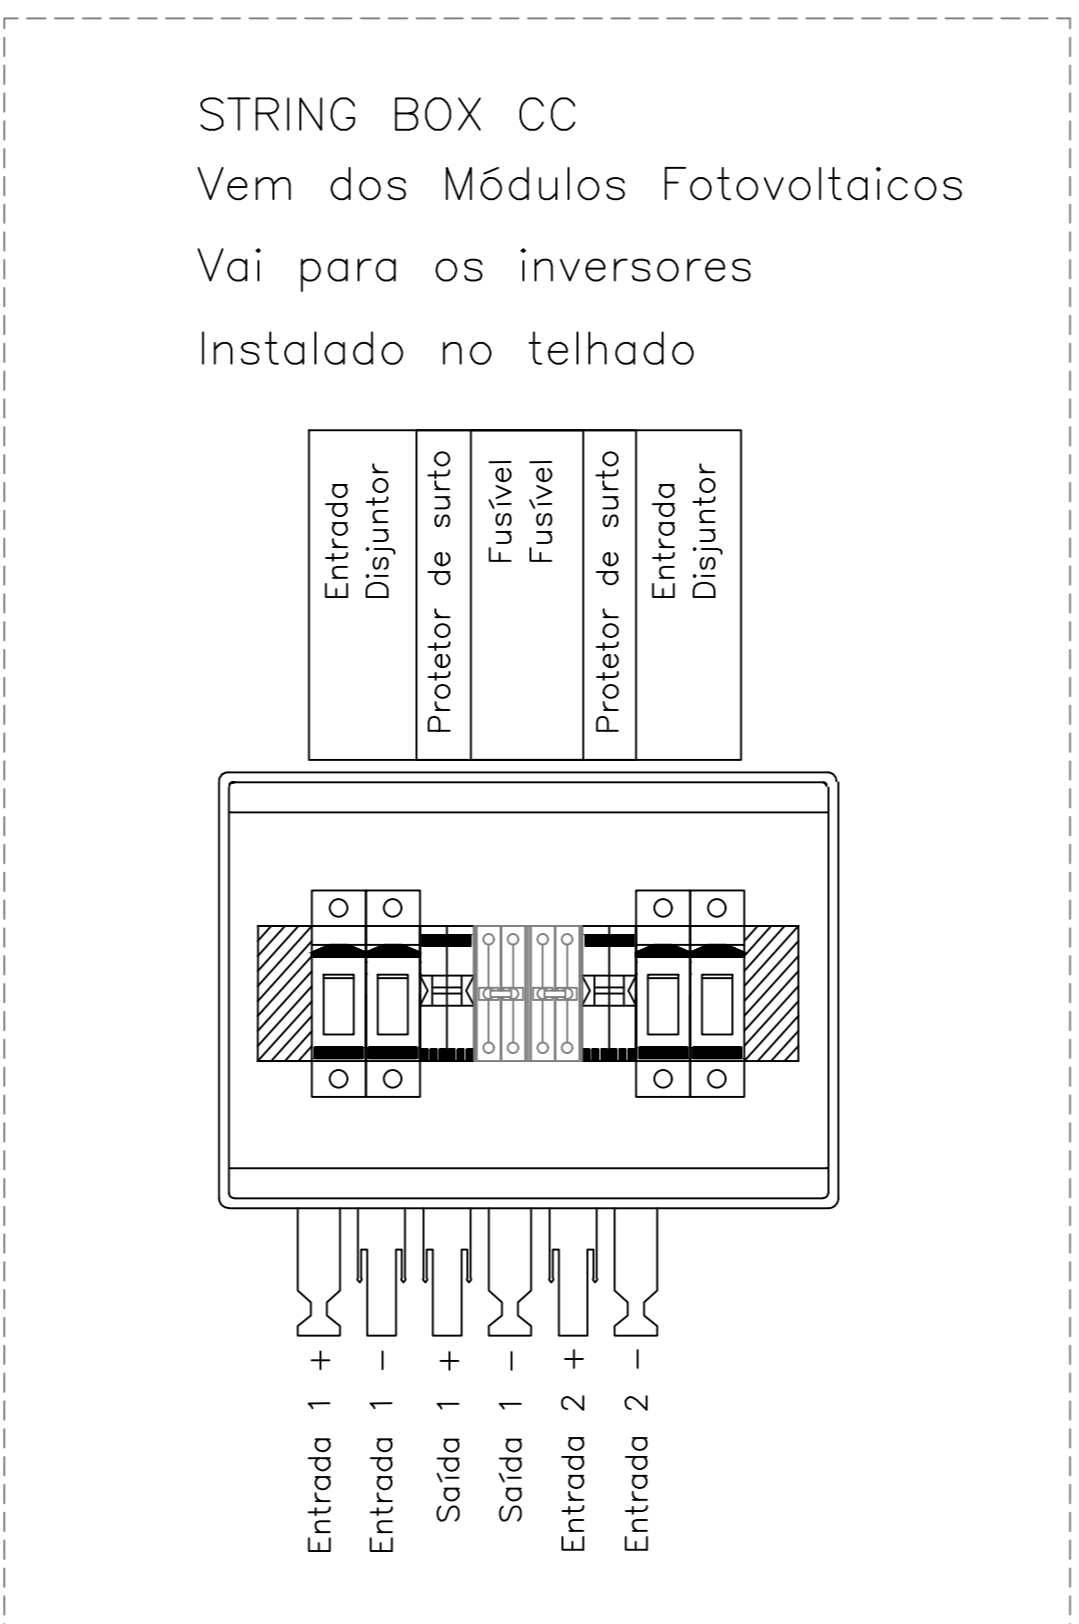 STRING BOX CC
Vem dos Módulos Fotovoltaicos
Vai para os inversores
Instalado no telhado
Entrada
Disjuntor
Protetor de surto
Fusível
Fusível
Protetor de surto
Entrada
Disjuntor
Entrada 1 +
Entrada 1 -
Saída 1 +
Saída 1 -
Entrada 2 +
Entrada 2 -